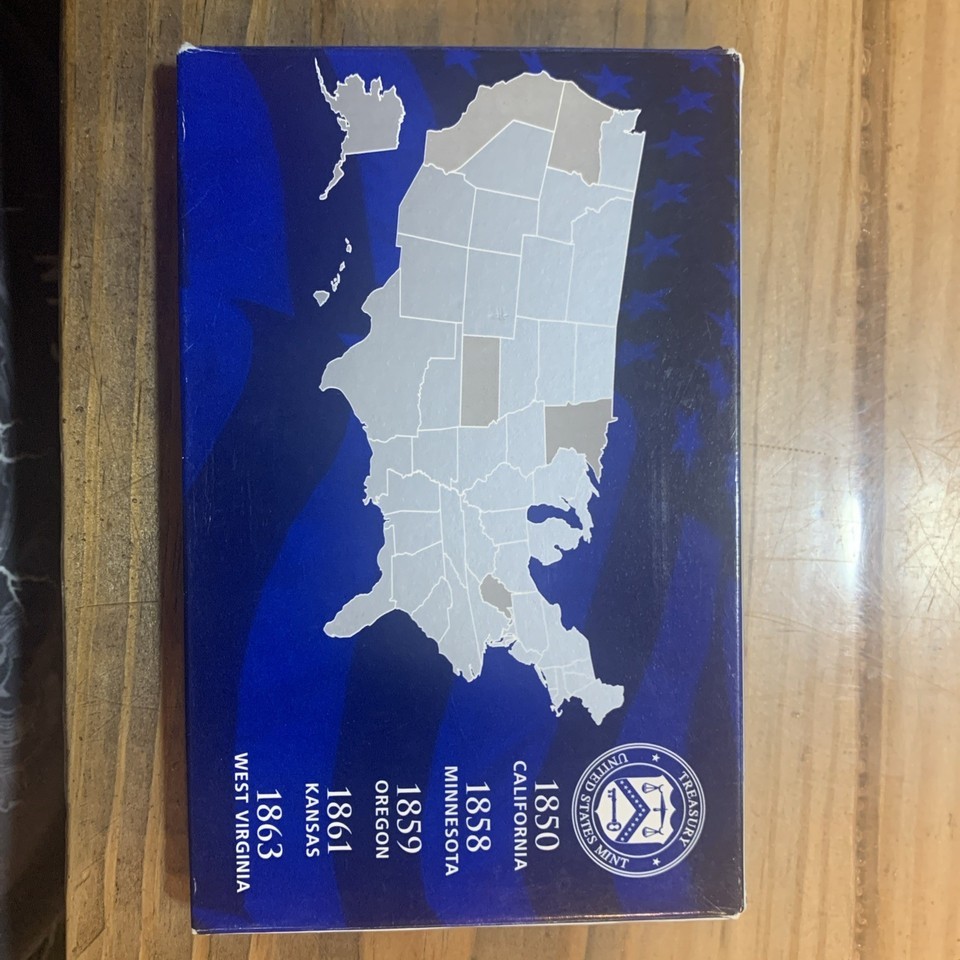 TREASURY
UNITED STATES MINT
1850
CALIFORNIA
1858
MINNESOTA
1859
OREGON
1861
KANSAS
1863
WEST VIRGINIA